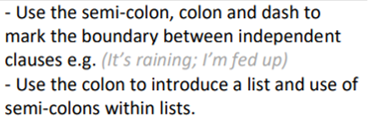 - Use the semi-colon, colon and dash to
mark the boundary between independent
clauses e.g. (It’s raining; I’m fed up)
- Use the colon to introduce a list and use of
semi-colons within lists.